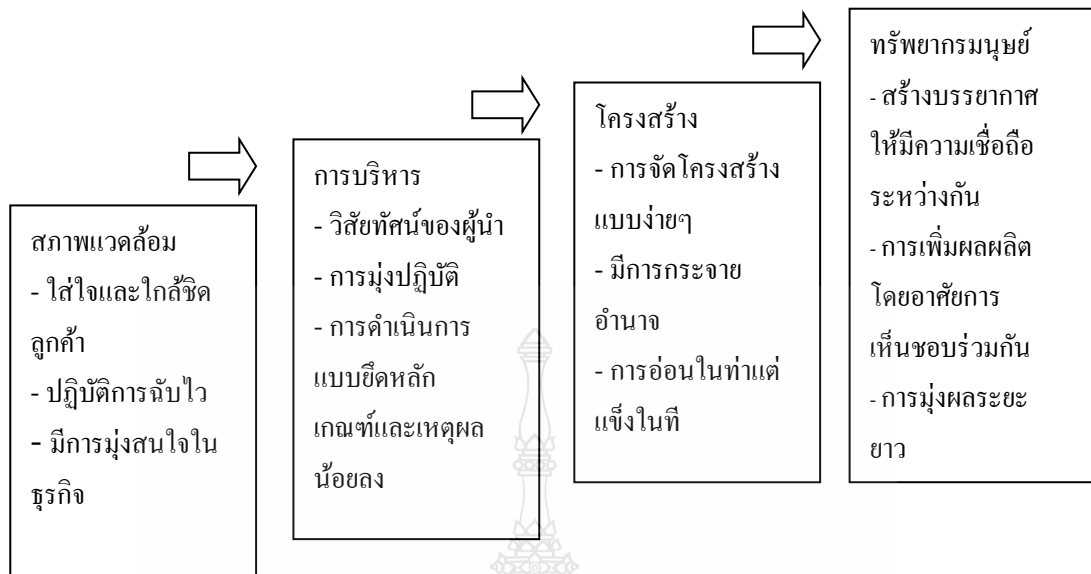 สภาพแวดล้อม
- ใส่ใจและใกล้ชิด
ลูกค้า
- ปฏิบัติการฉับไว
- มีการมุ่งสนใจใน
ธุรกิจ
การบริหาร
- วิสัยทัศน์ของผู้นำ
- การมุ่งปฏิบัติ
- การดำเนินการ
แบบยึดหลัก
เกณฑ์และเหตุผล
น้อยลง
โครงสร้าง
- การจัดโครงสร้าง
แบบง่ายๆ
- มีการกระจาย
อำนาจ
- การอ่อนในท่าแต่
แข็งในที
ทรัพยากรมนุษย์
- สร้างบรรยากาศ
ให้มีความเชื่อถือ
ระหว่างกัน
- การเพิ่มผลผลิต
โดยอาศัยการ
เห็นชอบร่วมกัน
- การมุ่งผลระยะ
ยาว